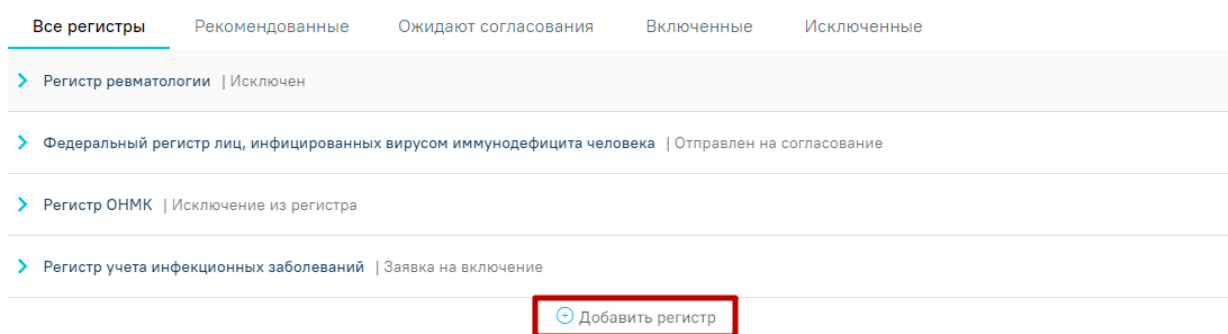 Все регистры Рекомендованные Ожидают согласования Включенные Исключенные
Регистр ревматологии | Исключен
Федеральный регистр лиц, инфицированных вирусом иммунодефицита человека | Отправлен на согласование
Регистр ОНМК | Исключение из регистра
Регистр учета инфекционных заболеваний | Заявка на включение
Добавить регистр